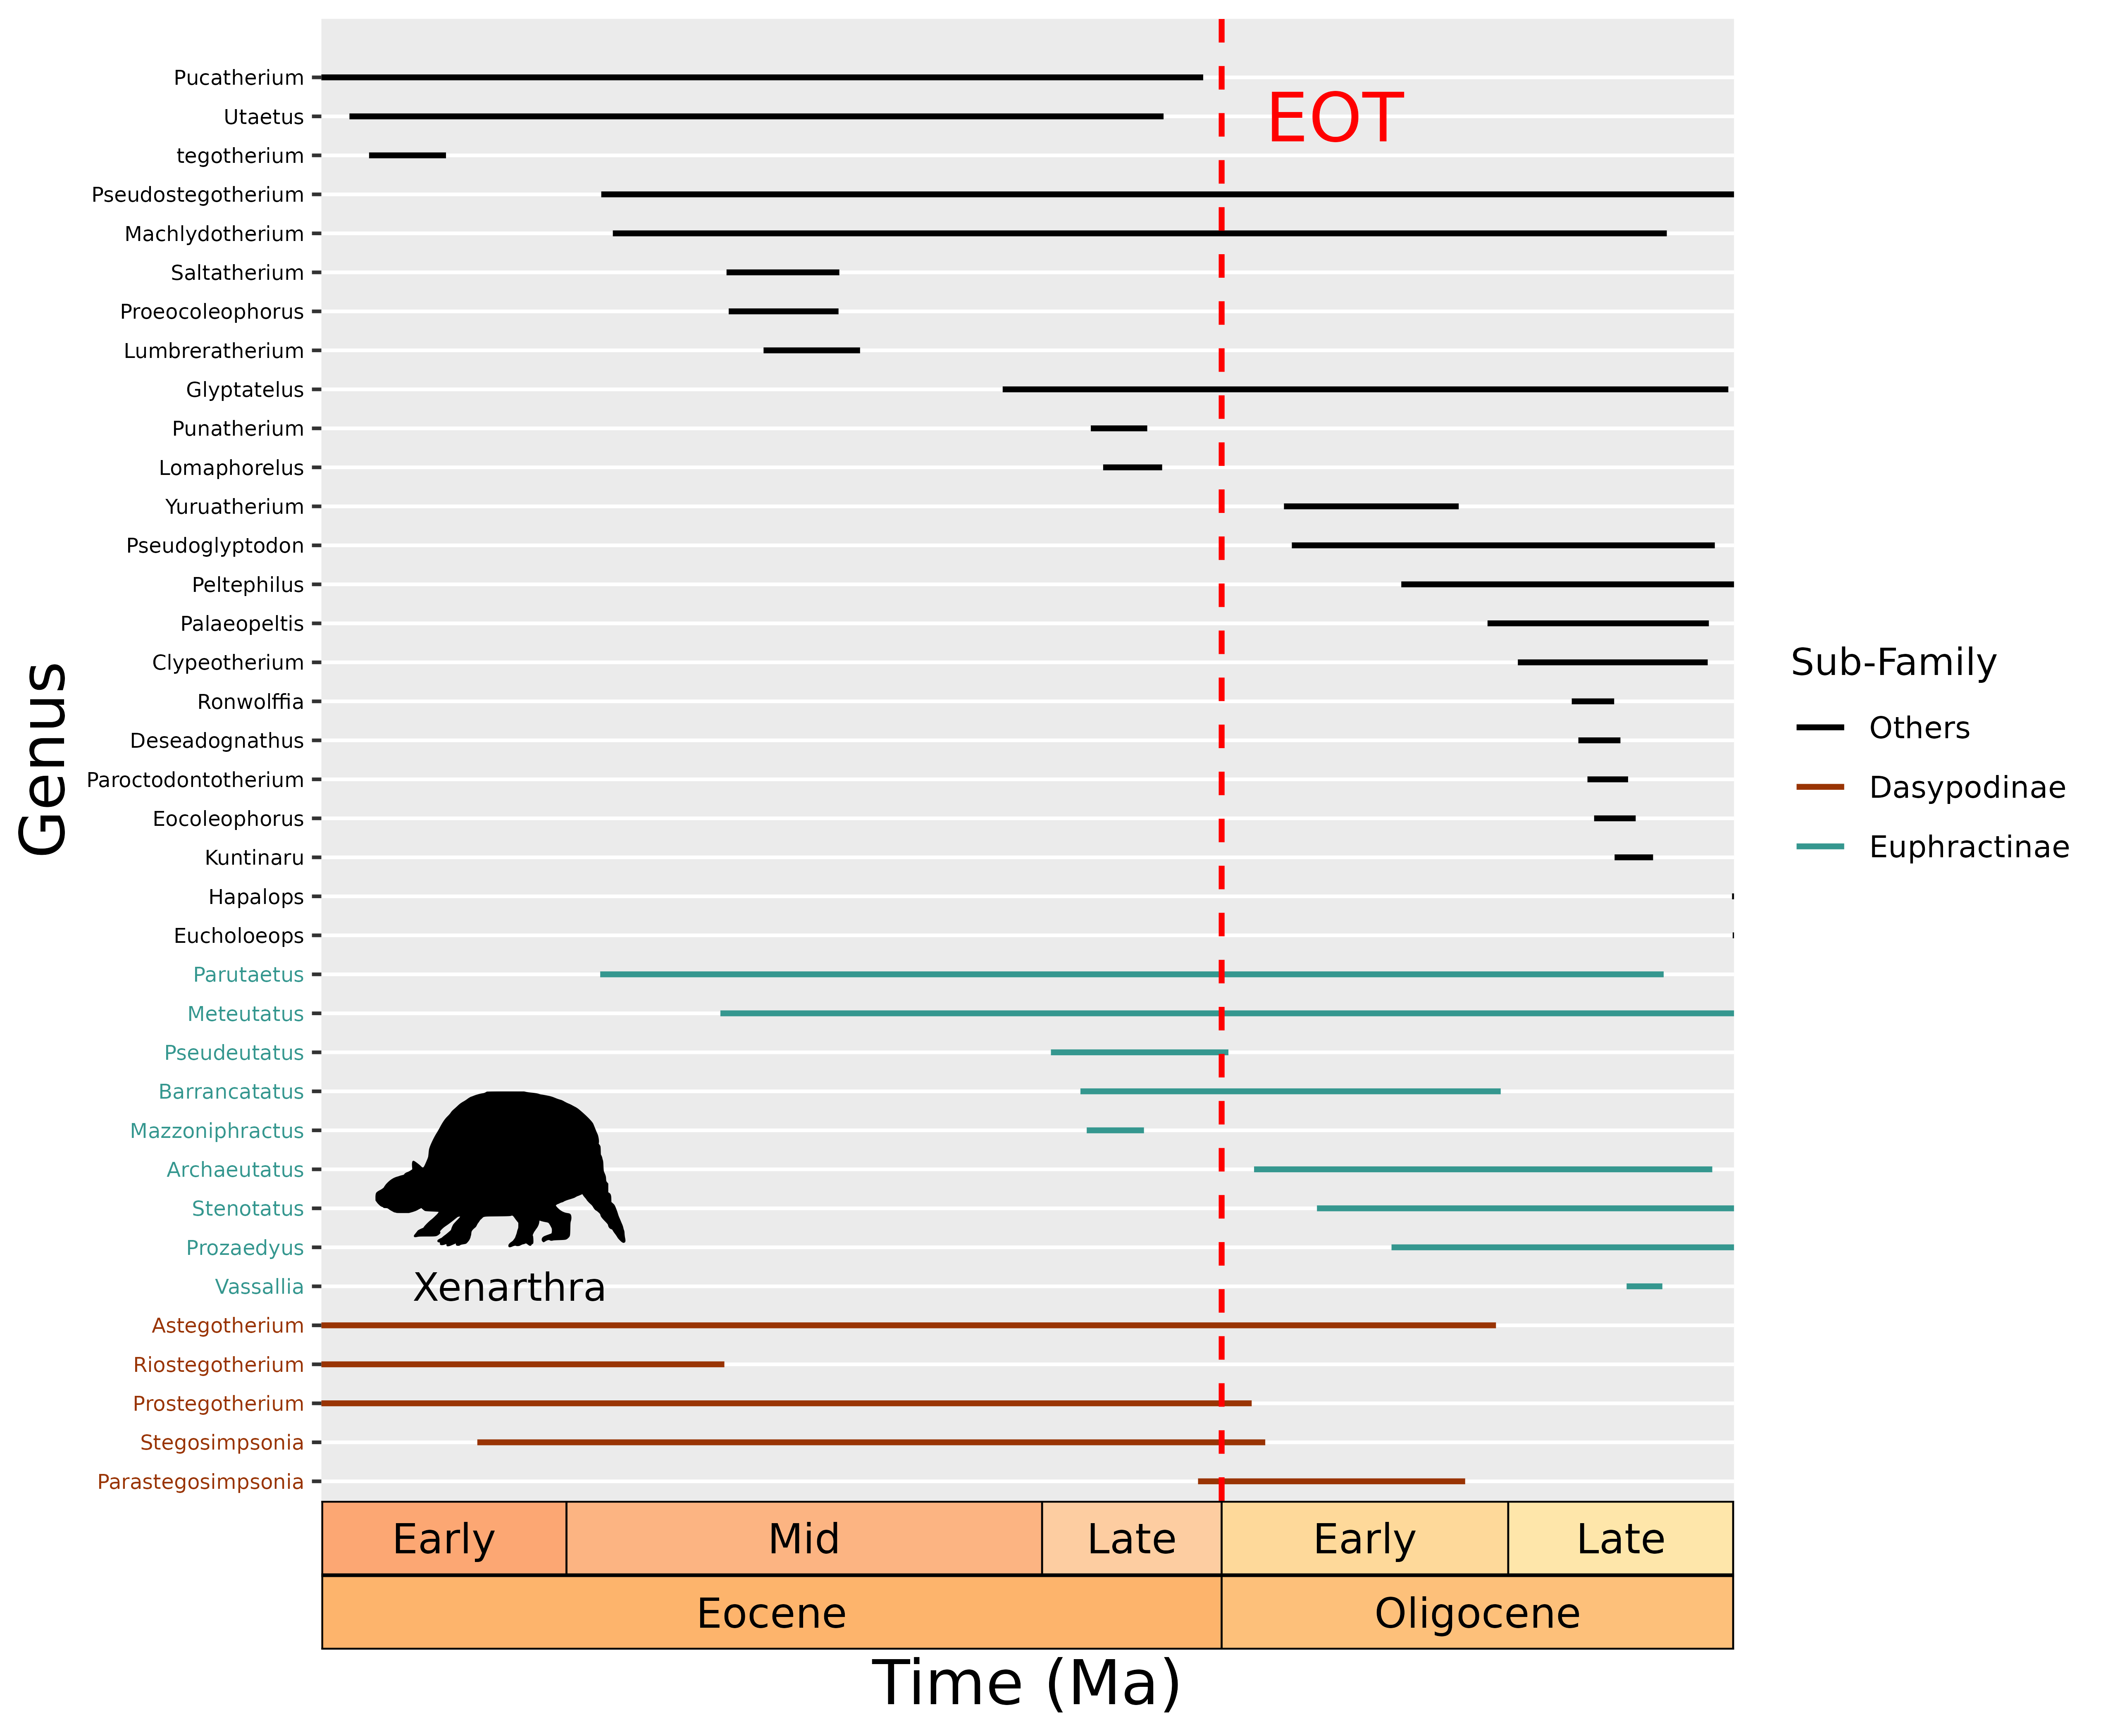 Pucatherium
Utaetus
tegotherium
Pseudostegotherium
Machlydotherium
Saltatherium
Proeocoleophorus
Lumbreratherium
Glyptatelus
Punatherium
Lomaphorelus
Yuruatherium
Pseudoglyptodon
Peltephilus
Palaeopeltis
Clypeotherium
Ronwolffia
Deseadognathus
Paroctodontotherium
Eocoleophorus
Kuntinaru
Hapalops
Eucholoeops
Parutaetus
Meteutatus
Pseudeutatus
Barrancatatus
Mazzoniphractus
Archaeutatus
Stenotatus
Prozaedyus
Vassallia
Astegotherium
Riostegotherium
Prostegotherium
Stegosimpsonia
Parastegosimpsonia
Genus
EOT
Xenarthra
Early Mid Late Early Late
Eocene Oligocene
Time (Ma)
Sub-Family
Others
Dasypodinae
Euphractinae